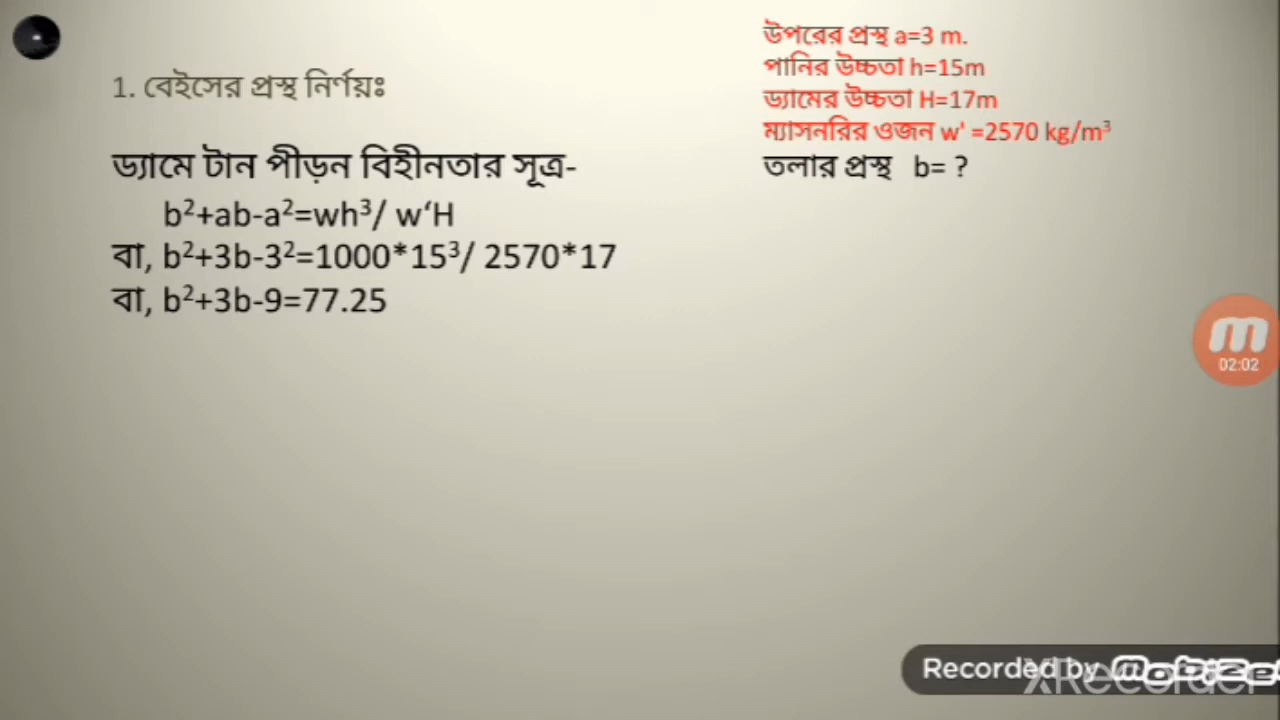 উপরের প্রস্থ a=3 m.
পানির উচ্চতা h=15m
ড্যামের উচ্চতা H=17m
ম্যাসনরির ওজন w' =2570 kg/m³
তলার প্রস্থ b= ?
1. বেইসের প্রস্থ নির্ণয়ঃ
ড্যামে টান পীড়ন বিহীনতার সূত্র-
b²+ab-a²=wh³/ w‘H
বা, b²+3b-3²=1000*15³/ 2570*17
বা, b²+3b-9=77.25
02:02
Recorded by Mobizen
XRecorder